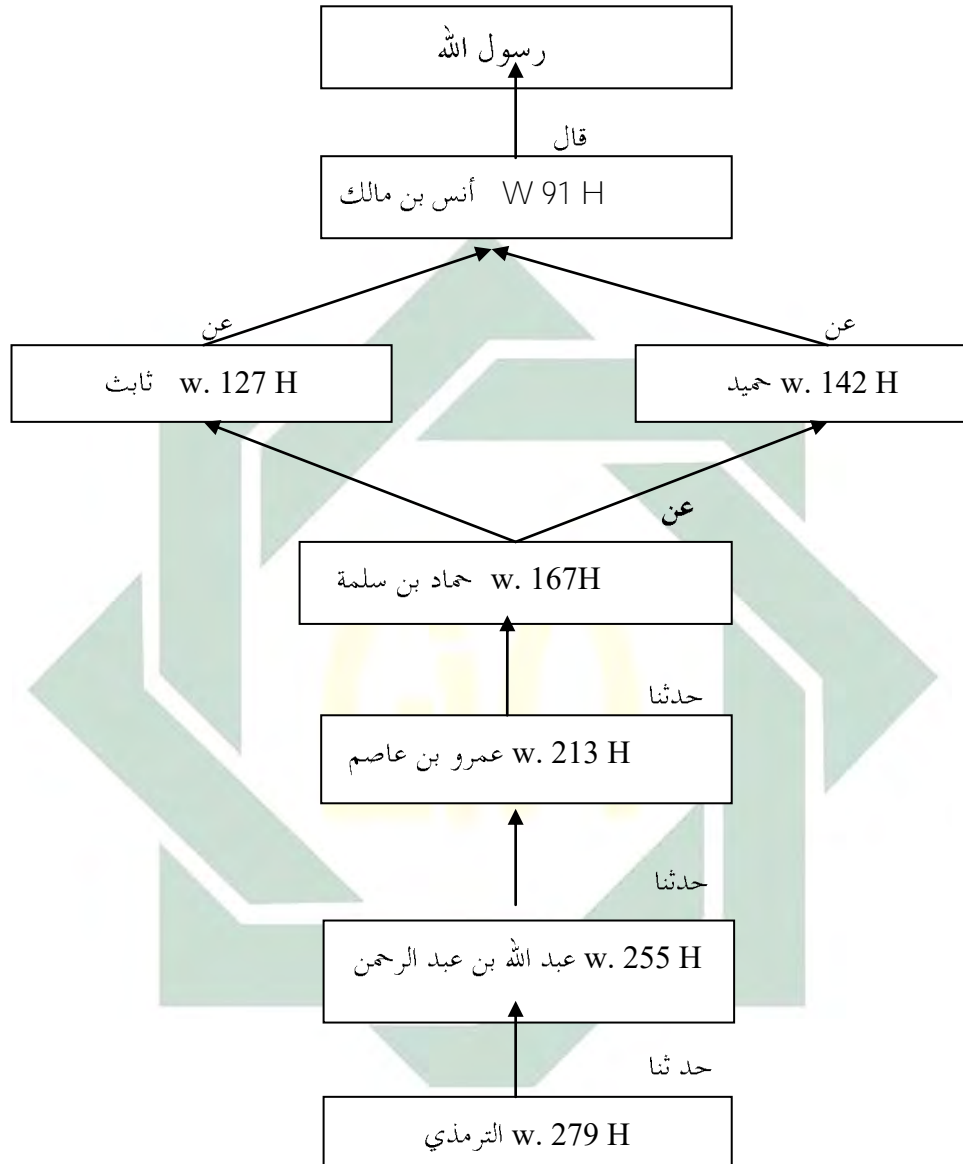 رسول الله
قال
أنس بن مالك W 91 H
عن
عن
ثابث w. 127 H
حميد w. 142 H
عن
حماد بن سلمة w. 167H
حدثنا
عمرو بن عاصم w. 213 H
حدثنا
عبد الله بن عبد الرحمن w. 255 H
حد ثنا
الترمذي w. 279 H